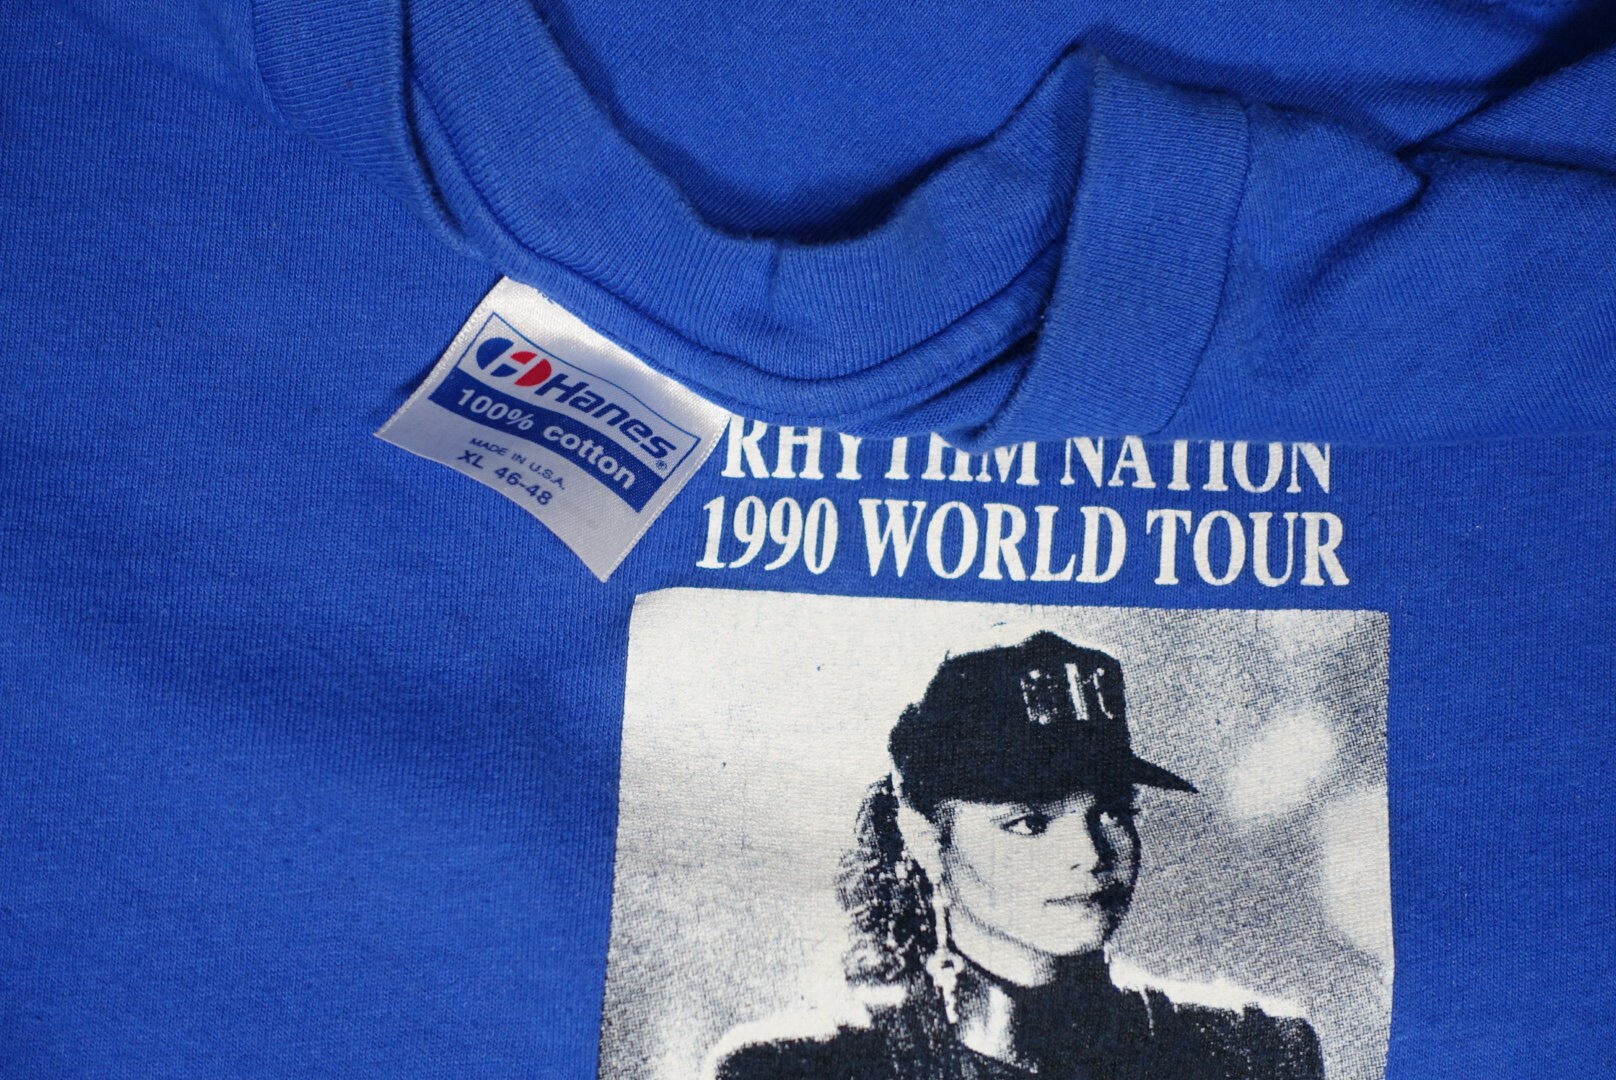 Hanes®
100% cotton
MADE IN U.S.A.
XL 46-48
RHYTHM NATION
1990 WORLD TOUR